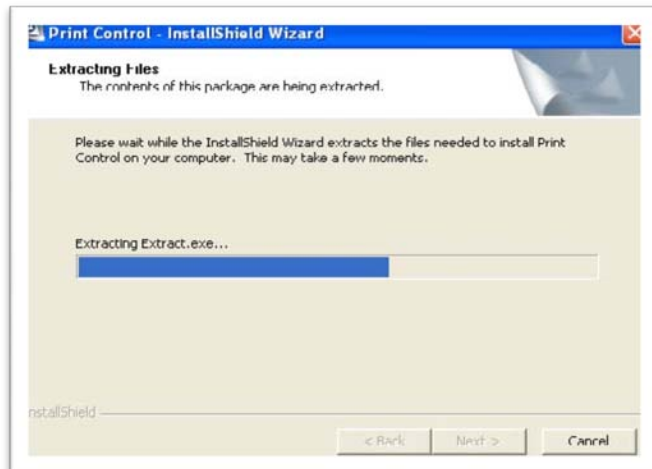 Print Control - InstallShield Wizard
Extracting Files
The contents of this package are being extracted.
Please wait while the InstallShield Wizard extracts the files needed to install Print
Control on your computer. This may take a few moments.
Extracting Extract.exe...
nstallShield
< Back Next > Cancel